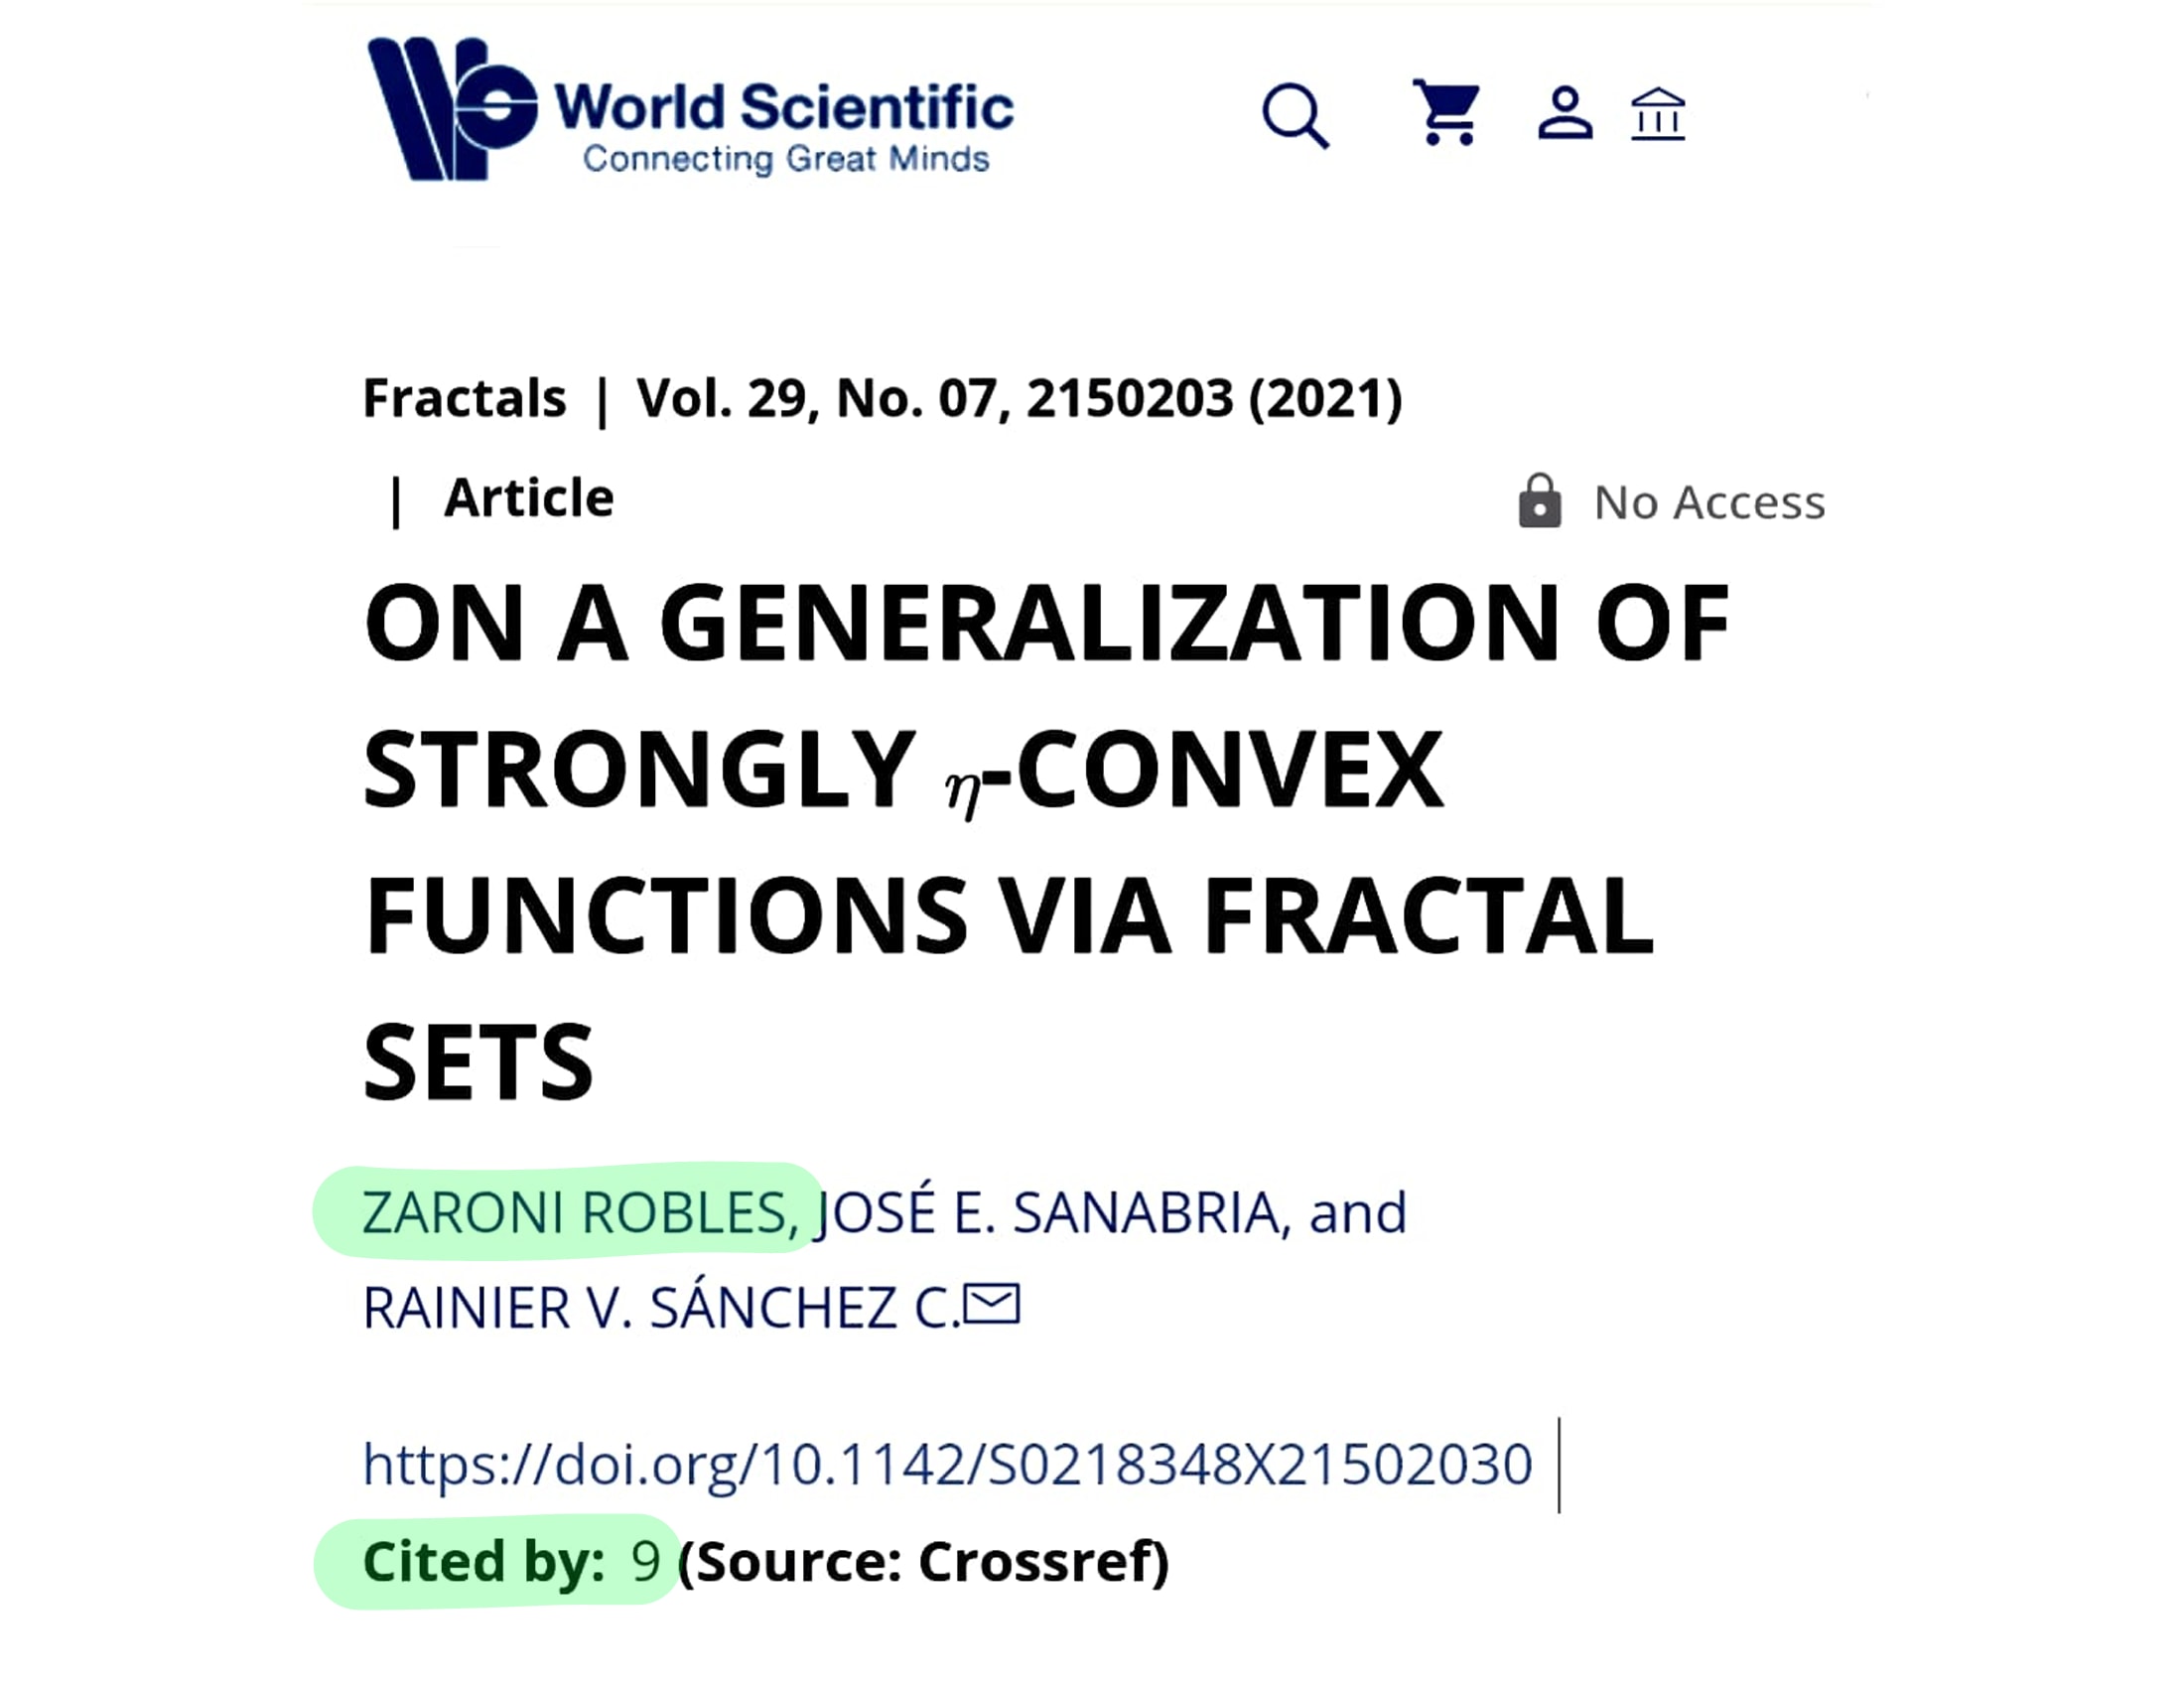 World Scientific
Connecting Great Minds
Fractals | Vol. 29, No. 07, 2150203 (2021)
| Article
No Access
ON A GENERALIZATION OF
STRONGLY η-CONVEX
FUNCTIONS VIA FRACTAL
SETS
ZARONI ROBLES, JOSÉ E. SANABRIA, and
RAINIER V. SÁNCHEZ C.
https://doi.org/10.1142/S0218348X21502030 |
Cited by: 9 (Source: Crossref)